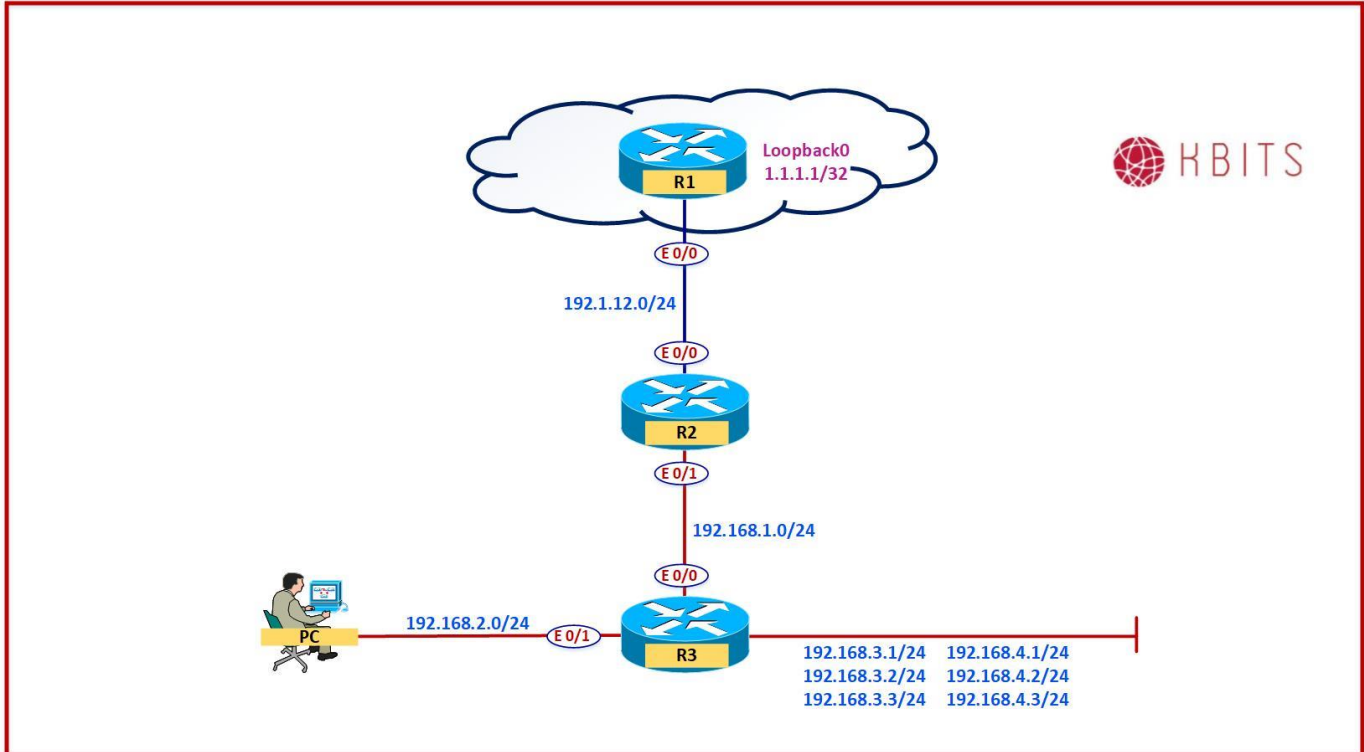 KBITS
Loopback0
1.1.1.1/32
R1
E 0/0
192.1.12.0/24
E 0/0
R2
E 0/1
192.168.1.0/24
E 0/0
PC
192.168.2.0/24
E 0/1
R3
192.168.3.1/24 192.168.4.1/24
192.168.3.2/24 192.168.4.2/24
192.168.3.3/24 192.168.4.3/24